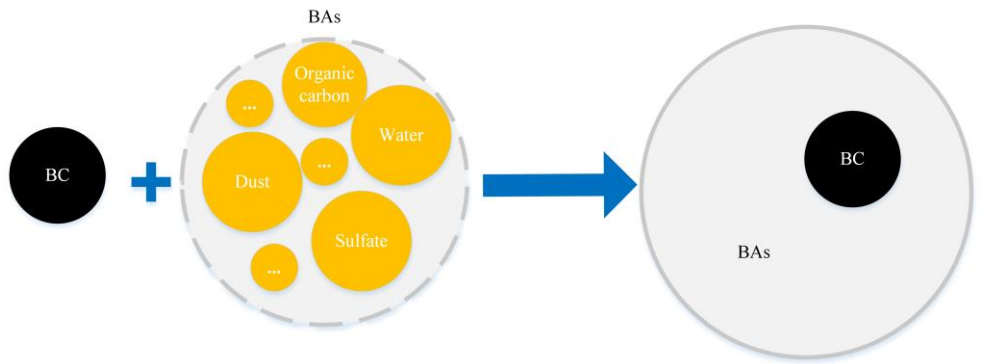 BAs
Organic
carbon
...
Water
BC
+
...
Dust
Sulfate
...
BC
BAs